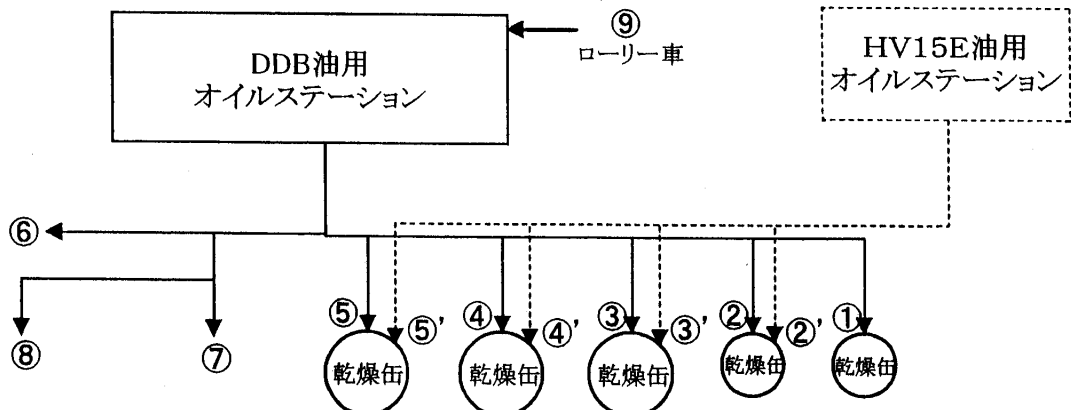 ⑨
ローリー車
DDB油用
オイルステーション
HV15E油用
オイルステーション
⑥
⑧
⑦
⑤
⑤'
④
④'
③
③'
②
②'
①
乾燥缶
乾燥缶
乾燥缶
乾燥缶
乾燥缶